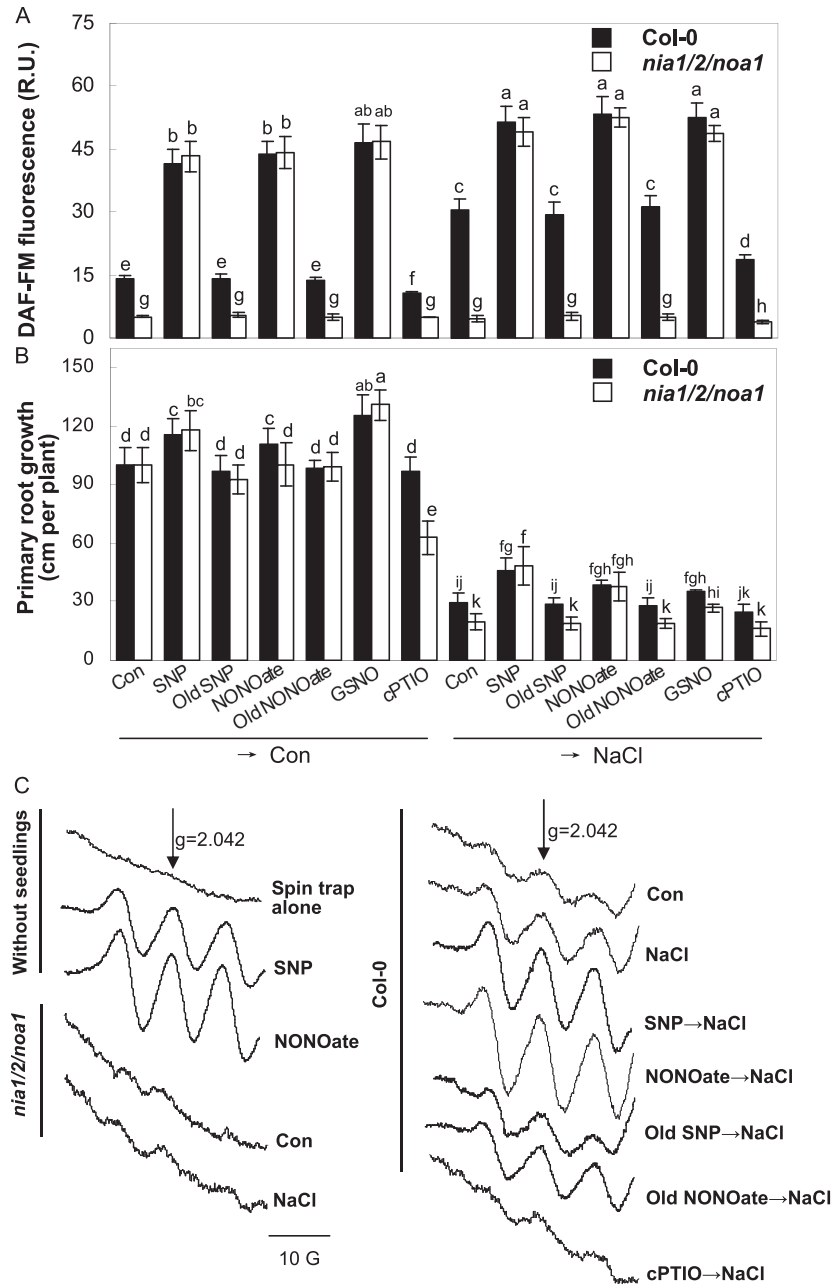 A
75
60
45
30
15
0
DAF-FM fluorescence (R.U.)
Col-0
nia1/2/noa1
e g b b e g b b e g ab ab f g c g a a c g a a c g a a d h
B
150
120
90
60
30
0
Primary root growth
(cm per plant)
Col-0
nia1/2/noa1
d d c bc d d c d d d ab a d e ij k fg f ij k fgh fgh ij k fgh hi jk k
Con SNP Old SNP NONOate Old NONOate GSNO cPTIO Con SNP Old SNP NONOate Old NONOate GSNO cPTIO
→ Con → NaCl
C
Without seedlings
g=2.042
Spin trap
alone
SNP
NONOate
nia1/2/noa1
Con
NaCl
10 G
Col-0
g=2.042
Con
NaCl
SNP→NaCl
NONOate→NaCl
Old SNP→NaCl
Old NONOate→NaCl
cPTIO→NaCl